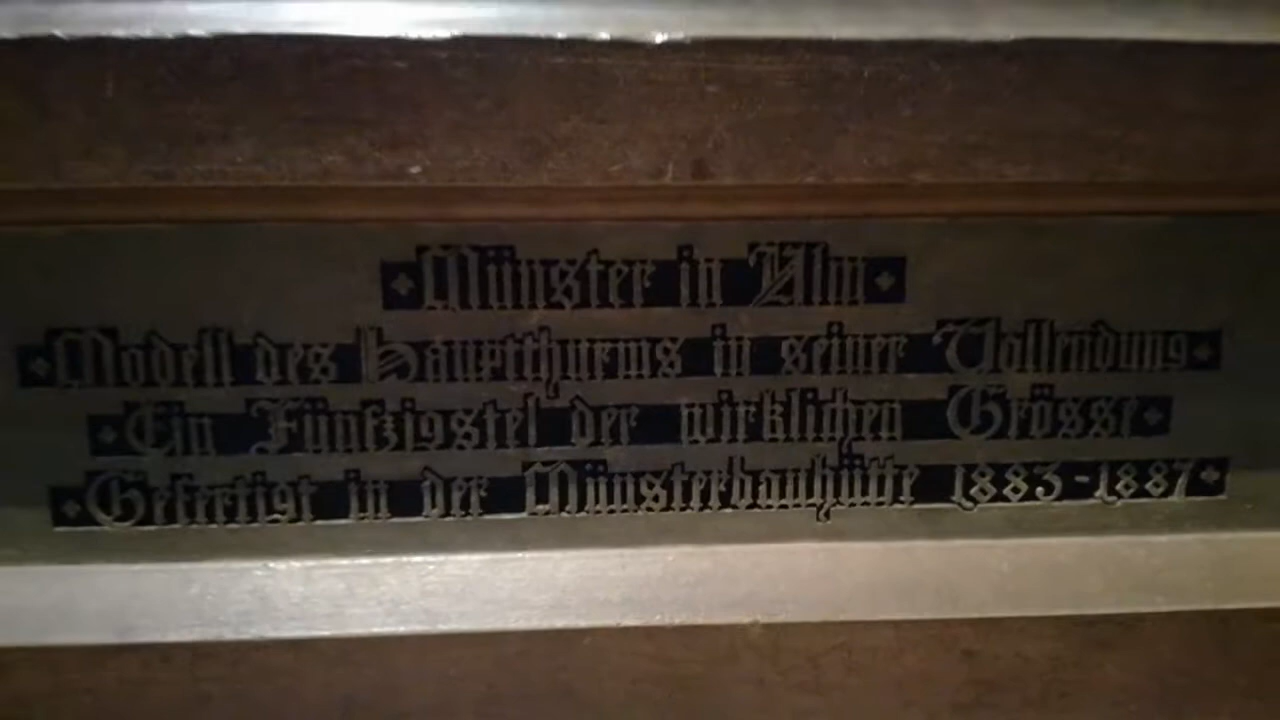 Münster in Ulm
Modell des Hauptthurms in seiner Vollendung
Ein Fünfzigstel der wirklichen Grösse
Gefertigt in der Münsterbauhütte 1883-1887